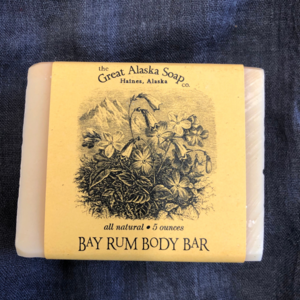 the
Great Alaska Soap
co.
Haines, Alaska
all natural • 5 ounces
BAY RUM BODY BAR